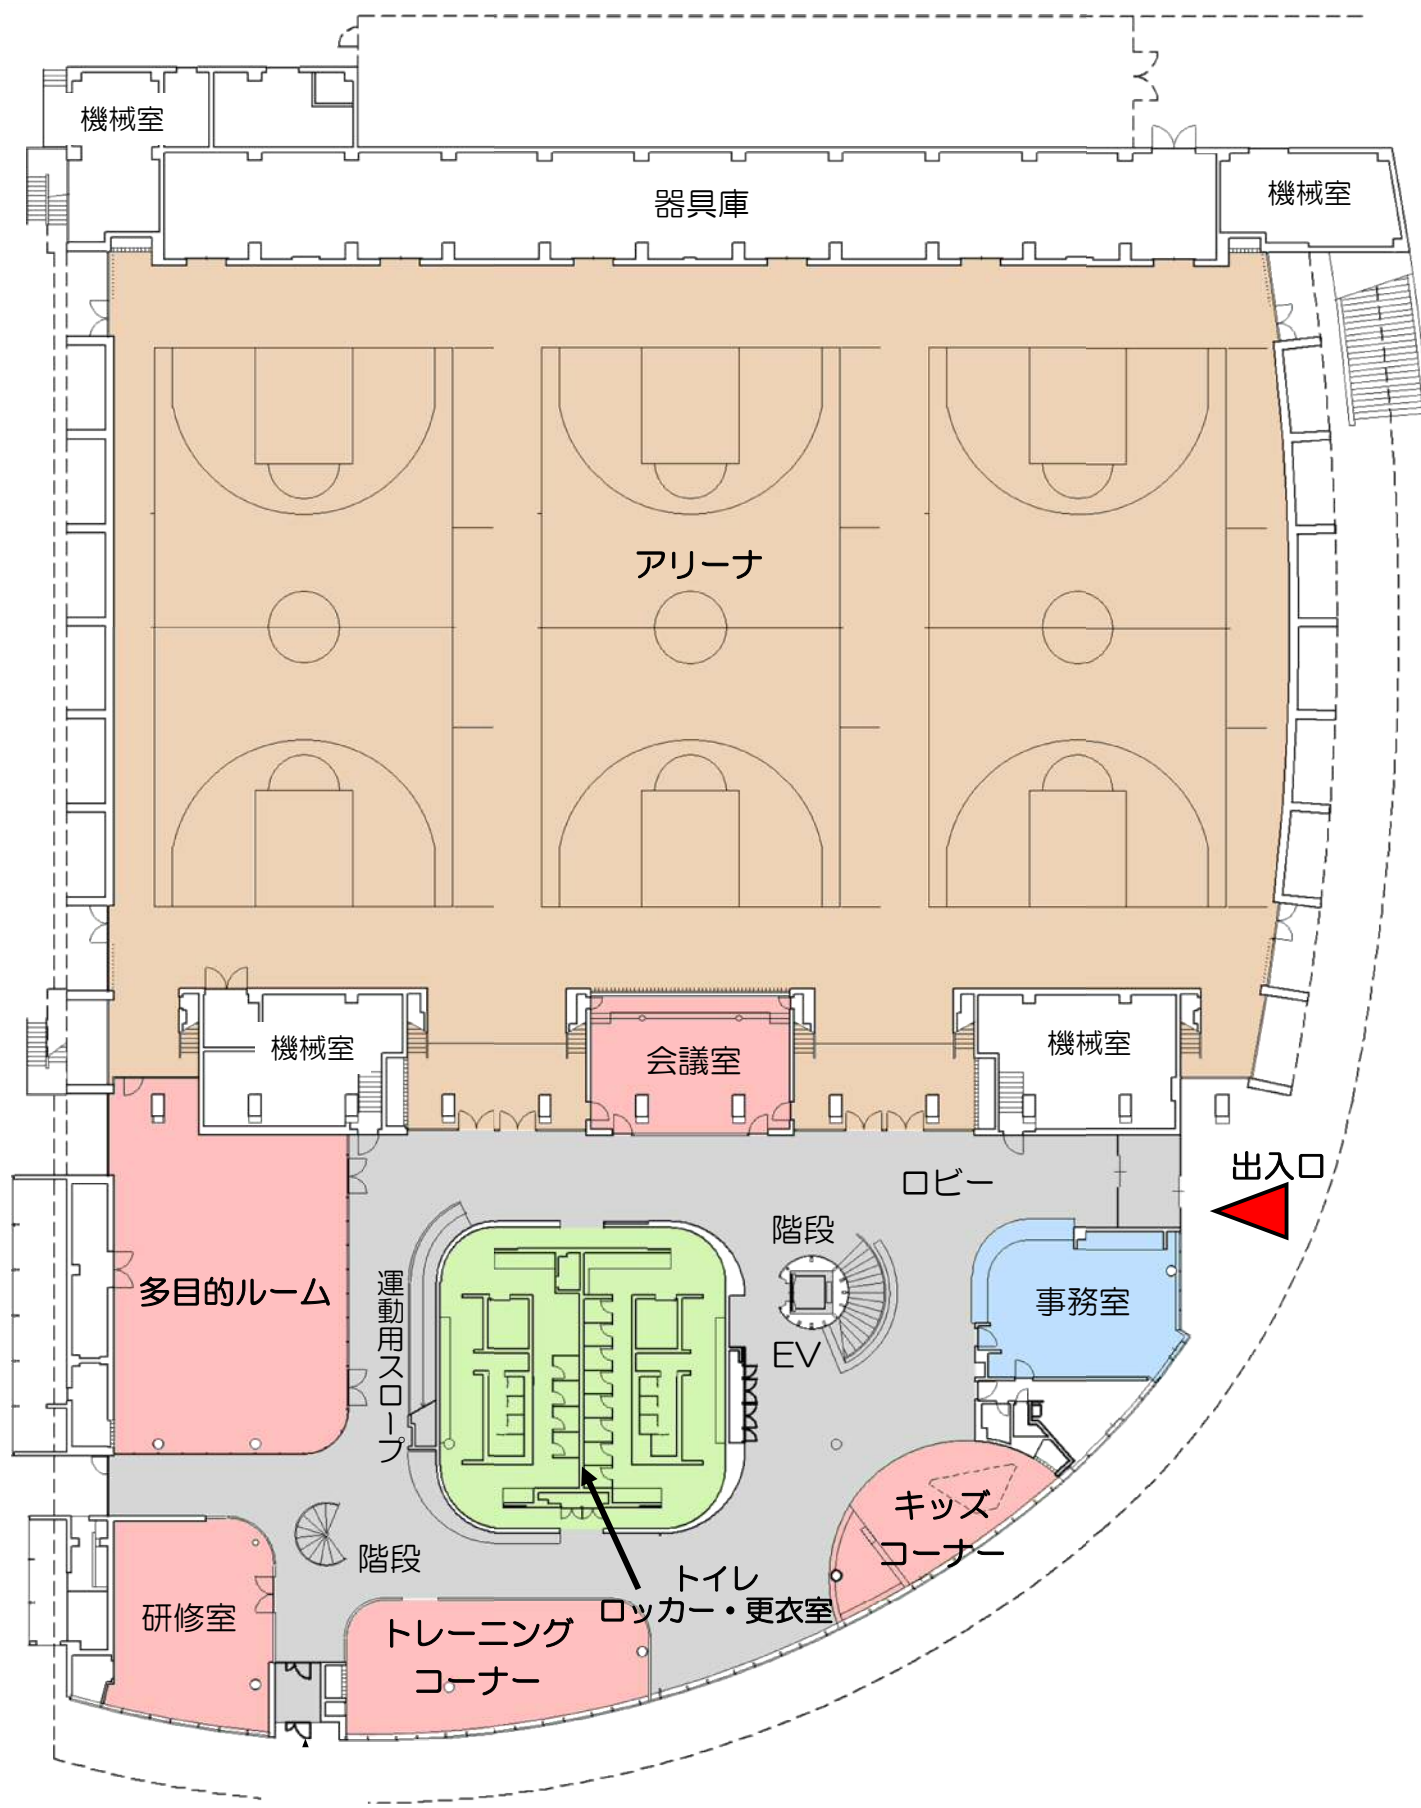 機械室
器具庫
機械室
アリーナ
機械室
会議室
機械室
ロビー
出入口
階段
多目的ルーム
運動用スロープ
事務室
EV
キッズ
コーナー
階段
トイレ
ロッカー・更衣室
研修室
トレーニング
コーナー